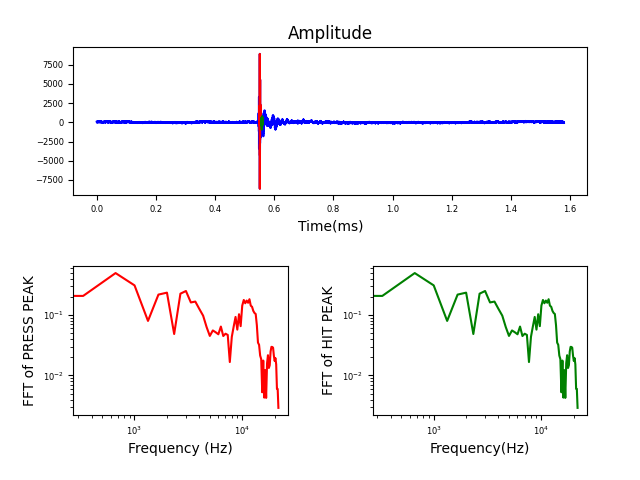 Amplitude
7500
5000
2500
0
−2500
−5000
−7500
0.0 0.2 0.4 0.6 0.8 1.0 1.2 1.4 1.6
Time(ms)
FFT of PRESS PEAK
10⁻¹
10⁻²
10³ 10⁴
Frequency (Hz)
FFT of HIT PEAK
10⁻¹
10⁻²
10³ 10⁴
Frequency(Hz)